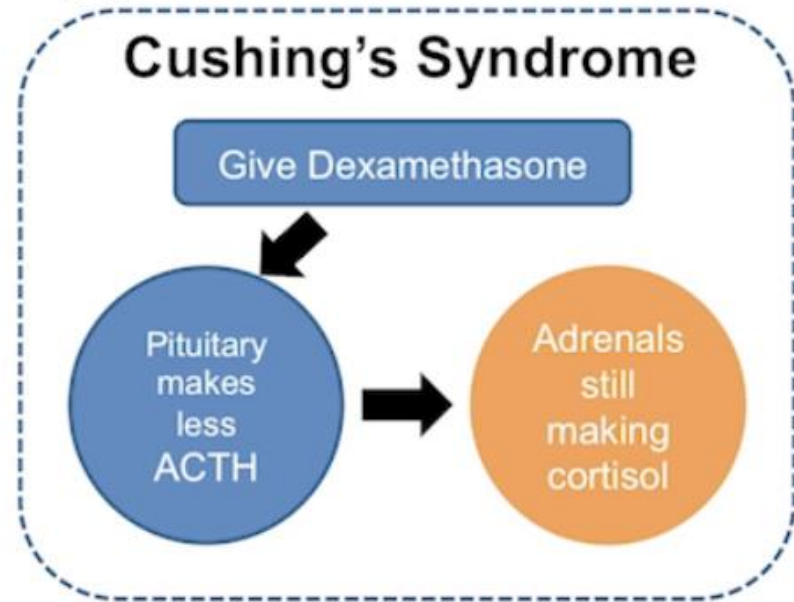 Cushing’s Syndrome
Give Dexamethasone
Pituitary
makes
less
ACTH
Adrenals
still
making
cortisol